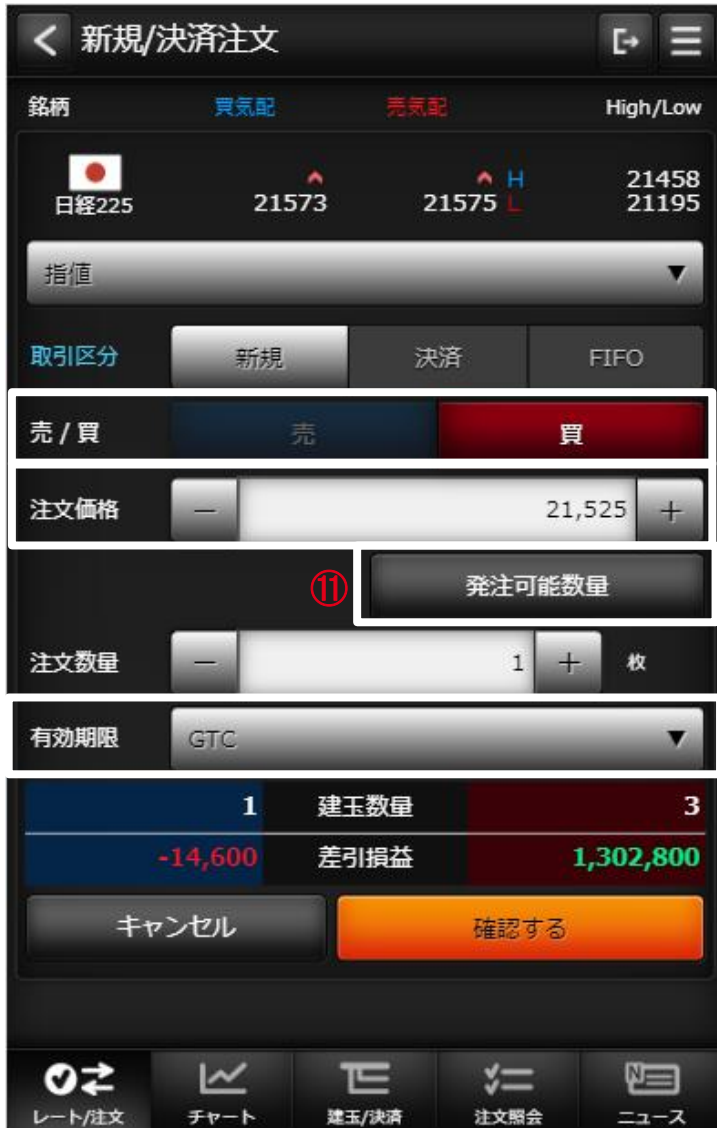 新規/決済注文
銘柄 買気配 売気配 High/Low
日経225 21573 21575 H 21458
L 21195
指値 ▼
取引区分 新規 決済 FIFO
売 / 買 売 買
注文価格 － 21,525 ＋
⑪ 発注可能数量
注文数量 － 1 ＋ 枚
有効期限 GTC ▼
1 建玉数量 3
-14,600 差引損益 1,302,800
キャンセル 確認する
レート/注文 チャート 建玉/決済 注文照会 ニュース